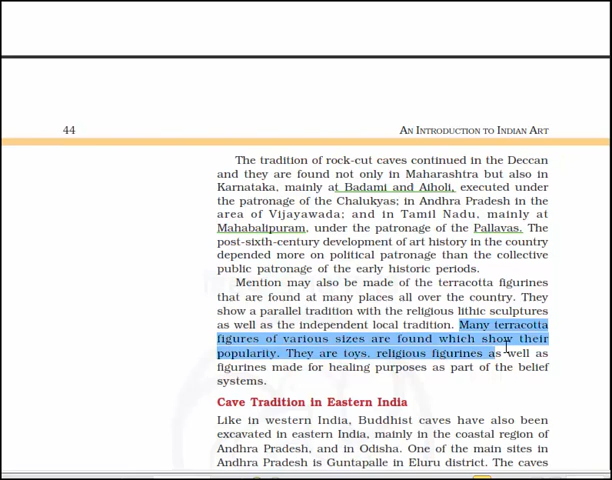 44
AN INTRODUCTION TO INDIAN ART
The tradition of rock-cut caves continued in the Deccan
and they are found not only in Maharashtra but also in
Karnataka, mainly at Badami and Aiholi, executed under
the patronage of the Chalukyas; in Andhra Pradesh in the
area of Vijayawada; and in Tamil Nadu, mainly at
Mahabalipuram, under the patronage of the Pallavas. The
post-sixth-century development of art history in the country
depended more on political patronage than the collective
public patronage of the early historic periods.
Mention may also be made of the terracotta figurines
that are found at many places all over the country. They
show a parallel tradition with the religious lithic sculptures
as well as the independent local tradition. Many terracotta
figures of various sizes are found which show their
popularity. They are toys, religious figurines as well as
figurines made for healing purposes as part of the belief
systems.
Cave Tradition in Eastern India
Like in western India, Buddhist caves have also been
excavated in eastern India, mainly in the coastal region of
Andhra Pradesh, and in Odisha. One of the main sites in
Andhra Pradesh is Guntapalle in Eluru district. The caves